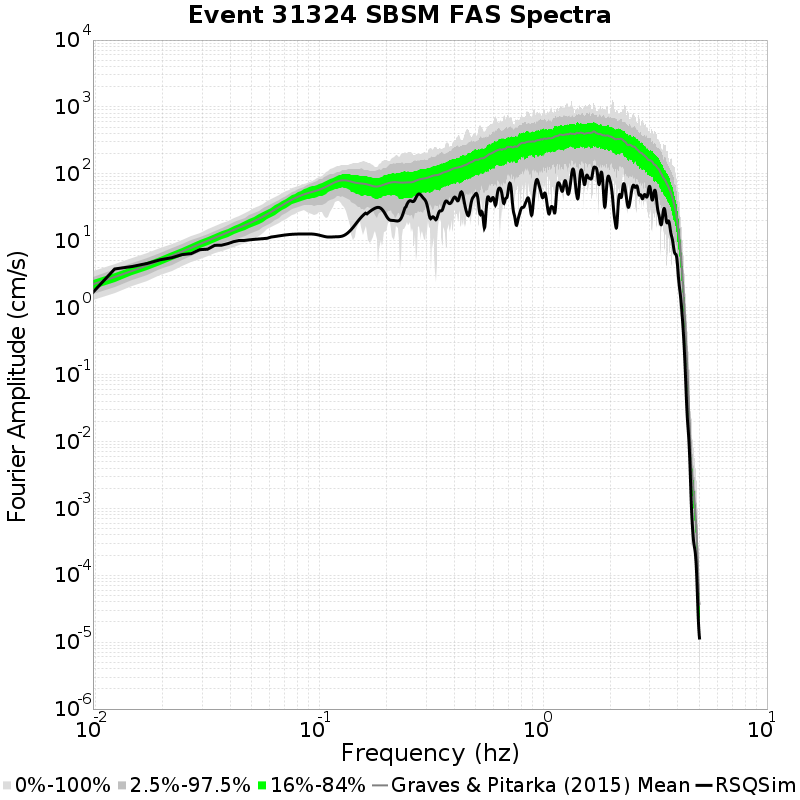 Event 31324 SBSM FAS Spectra
Fourier Amplitude (cm/s)
10^4
10^3
10^2
10^1
10^0
10^-1
10^-2
10^-3
10^-4
10^-5
10^-6
10^-2 10^-1 10^0 10^1
Frequency (hz)
0%-100% 2.5%-97.5% 16%-84% Graves & Pitarka (2015) Mean RSQSim